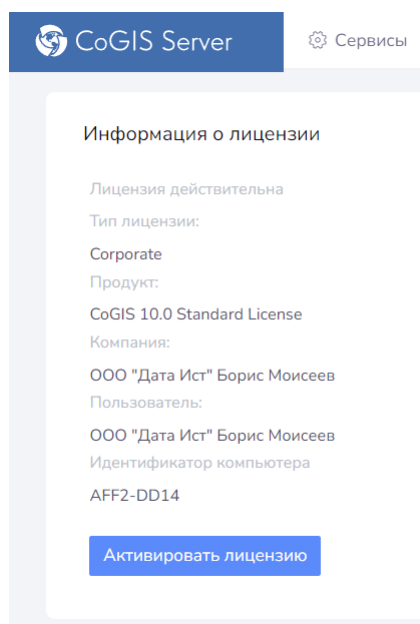 CoGIS Server
Сервисы
Информация о лицензии
Лицензия действительна
Тип лицензии:
Corporate
Продукт:
CoGIS 10.0 Standard License
Компания:
ООО "Дата Ист" Борис Моисеев
Пользователь:
ООО "Дата Ист" Борис Моисеев
Идентификатор компьютера
AFF2-DD14
Активировать лицензию